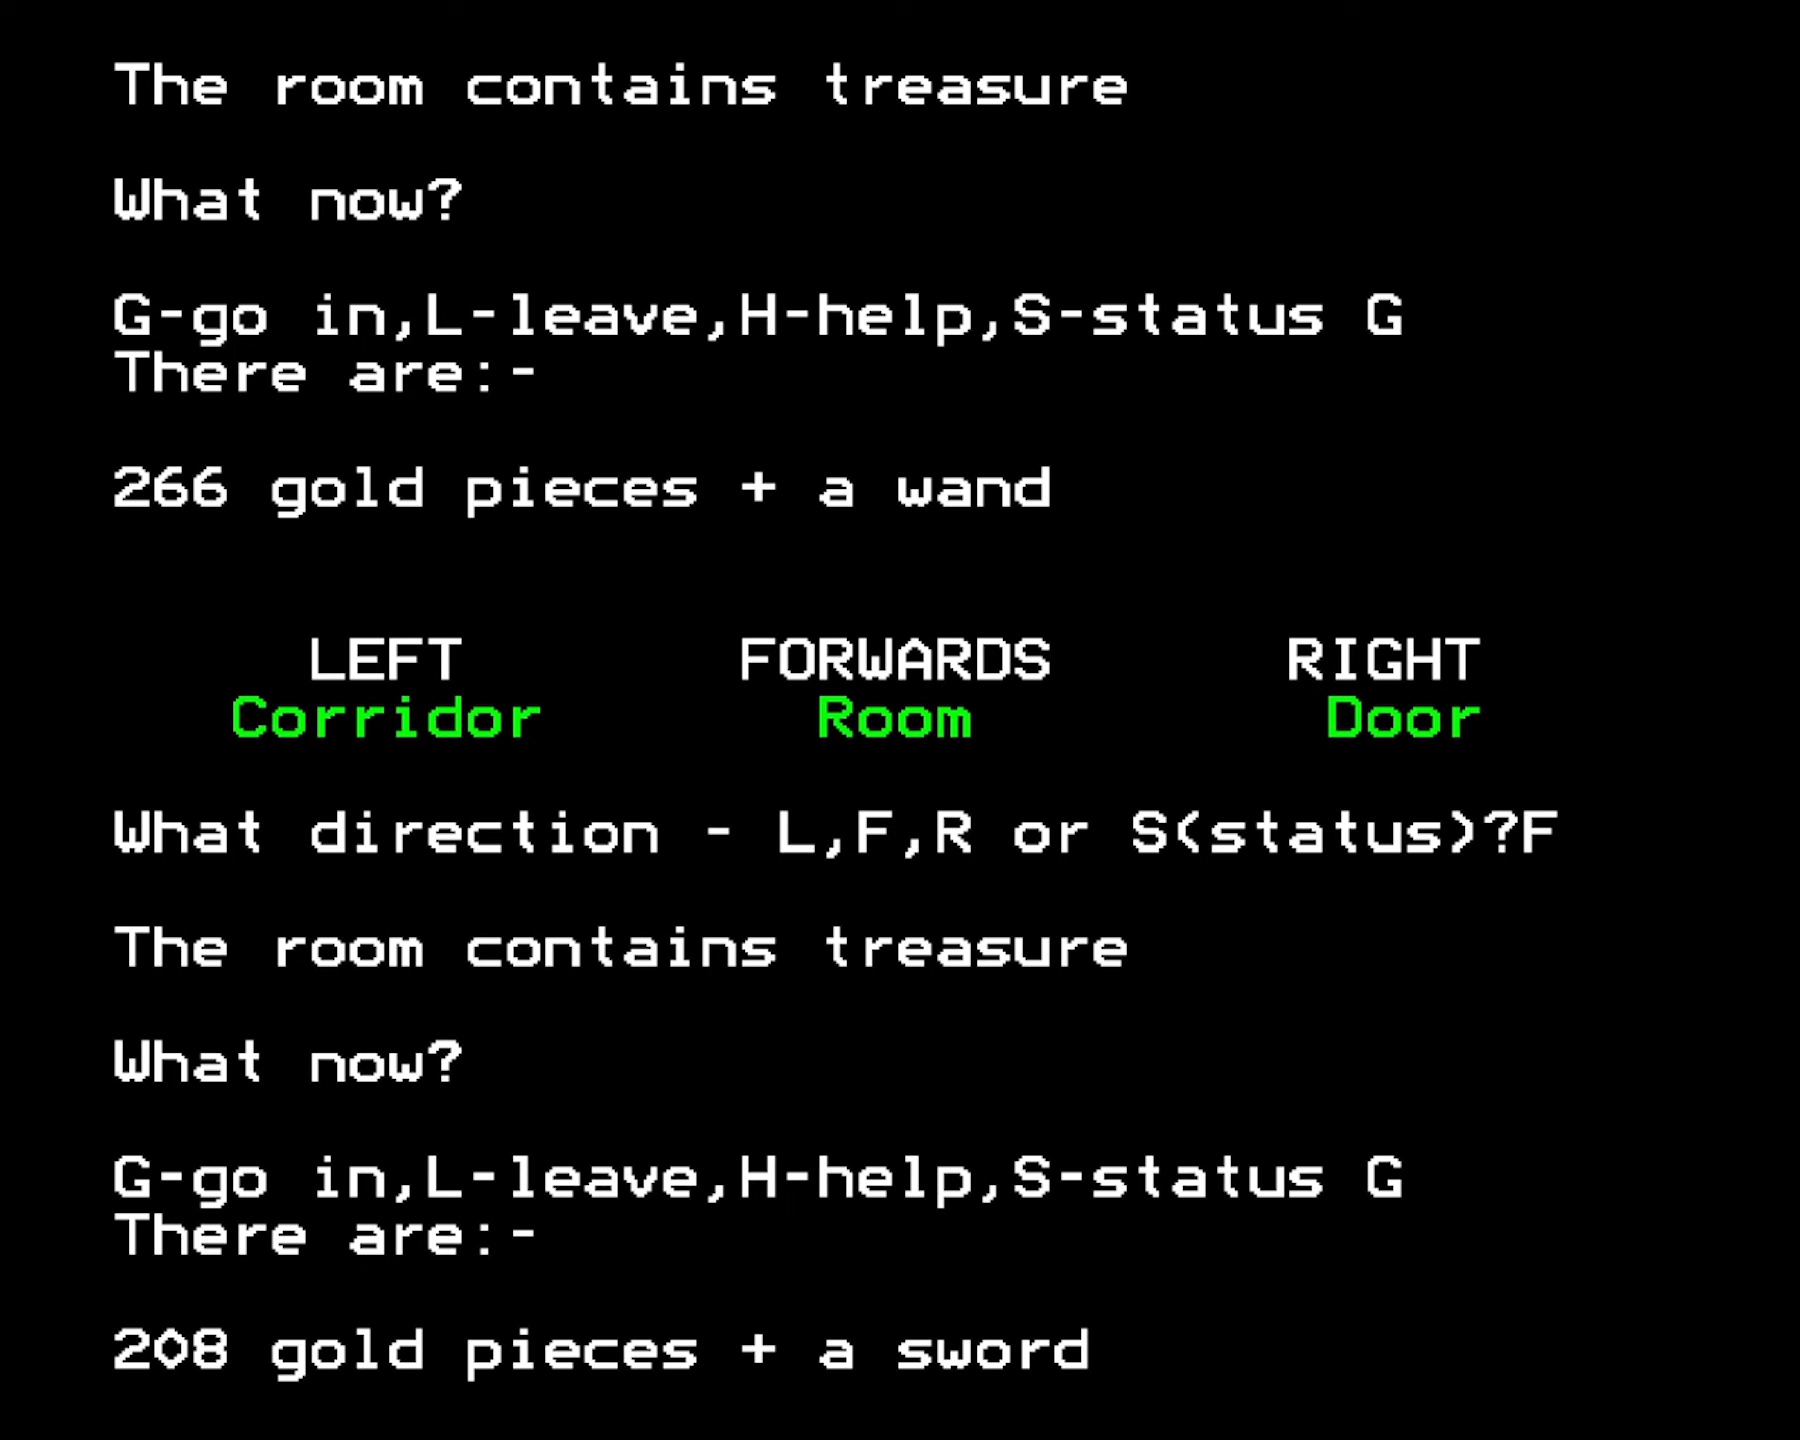 The room contains treasure
What now?
G-go in,L-leave,H-help,S-status G
There are:-
266 gold pieces + a wand
LEFT FORWARDS RIGHT
Corridor Room Door
What direction - L,F,R or S(status)?F
The room contains treasure
What now?
G-go in,L-leave,H-help,S-status G
There are:-
208 gold pieces + a sword